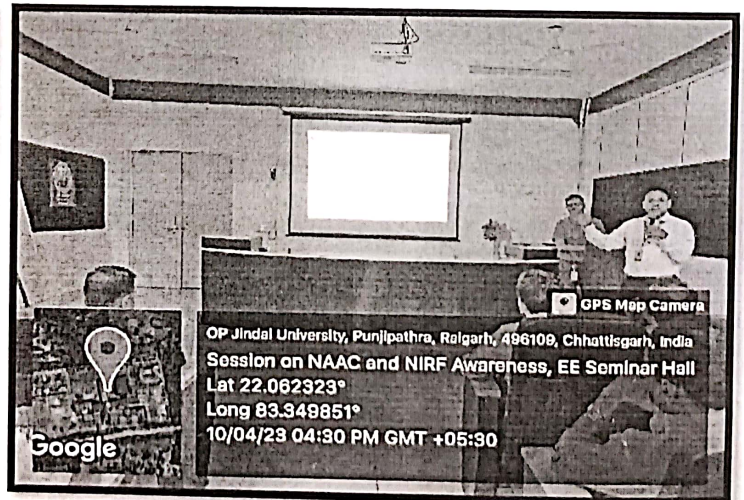 GPS Map Camera
OP Jindal University, Punjipathra, Raigarh, 496109, Chhattisgarh, India
Session on NAAC and NIRF Awareness, EE Seminar Hall
Lat 22.062323°
Long 83.349851°
10/04/23 04:30 PM GMT +05:30
Google